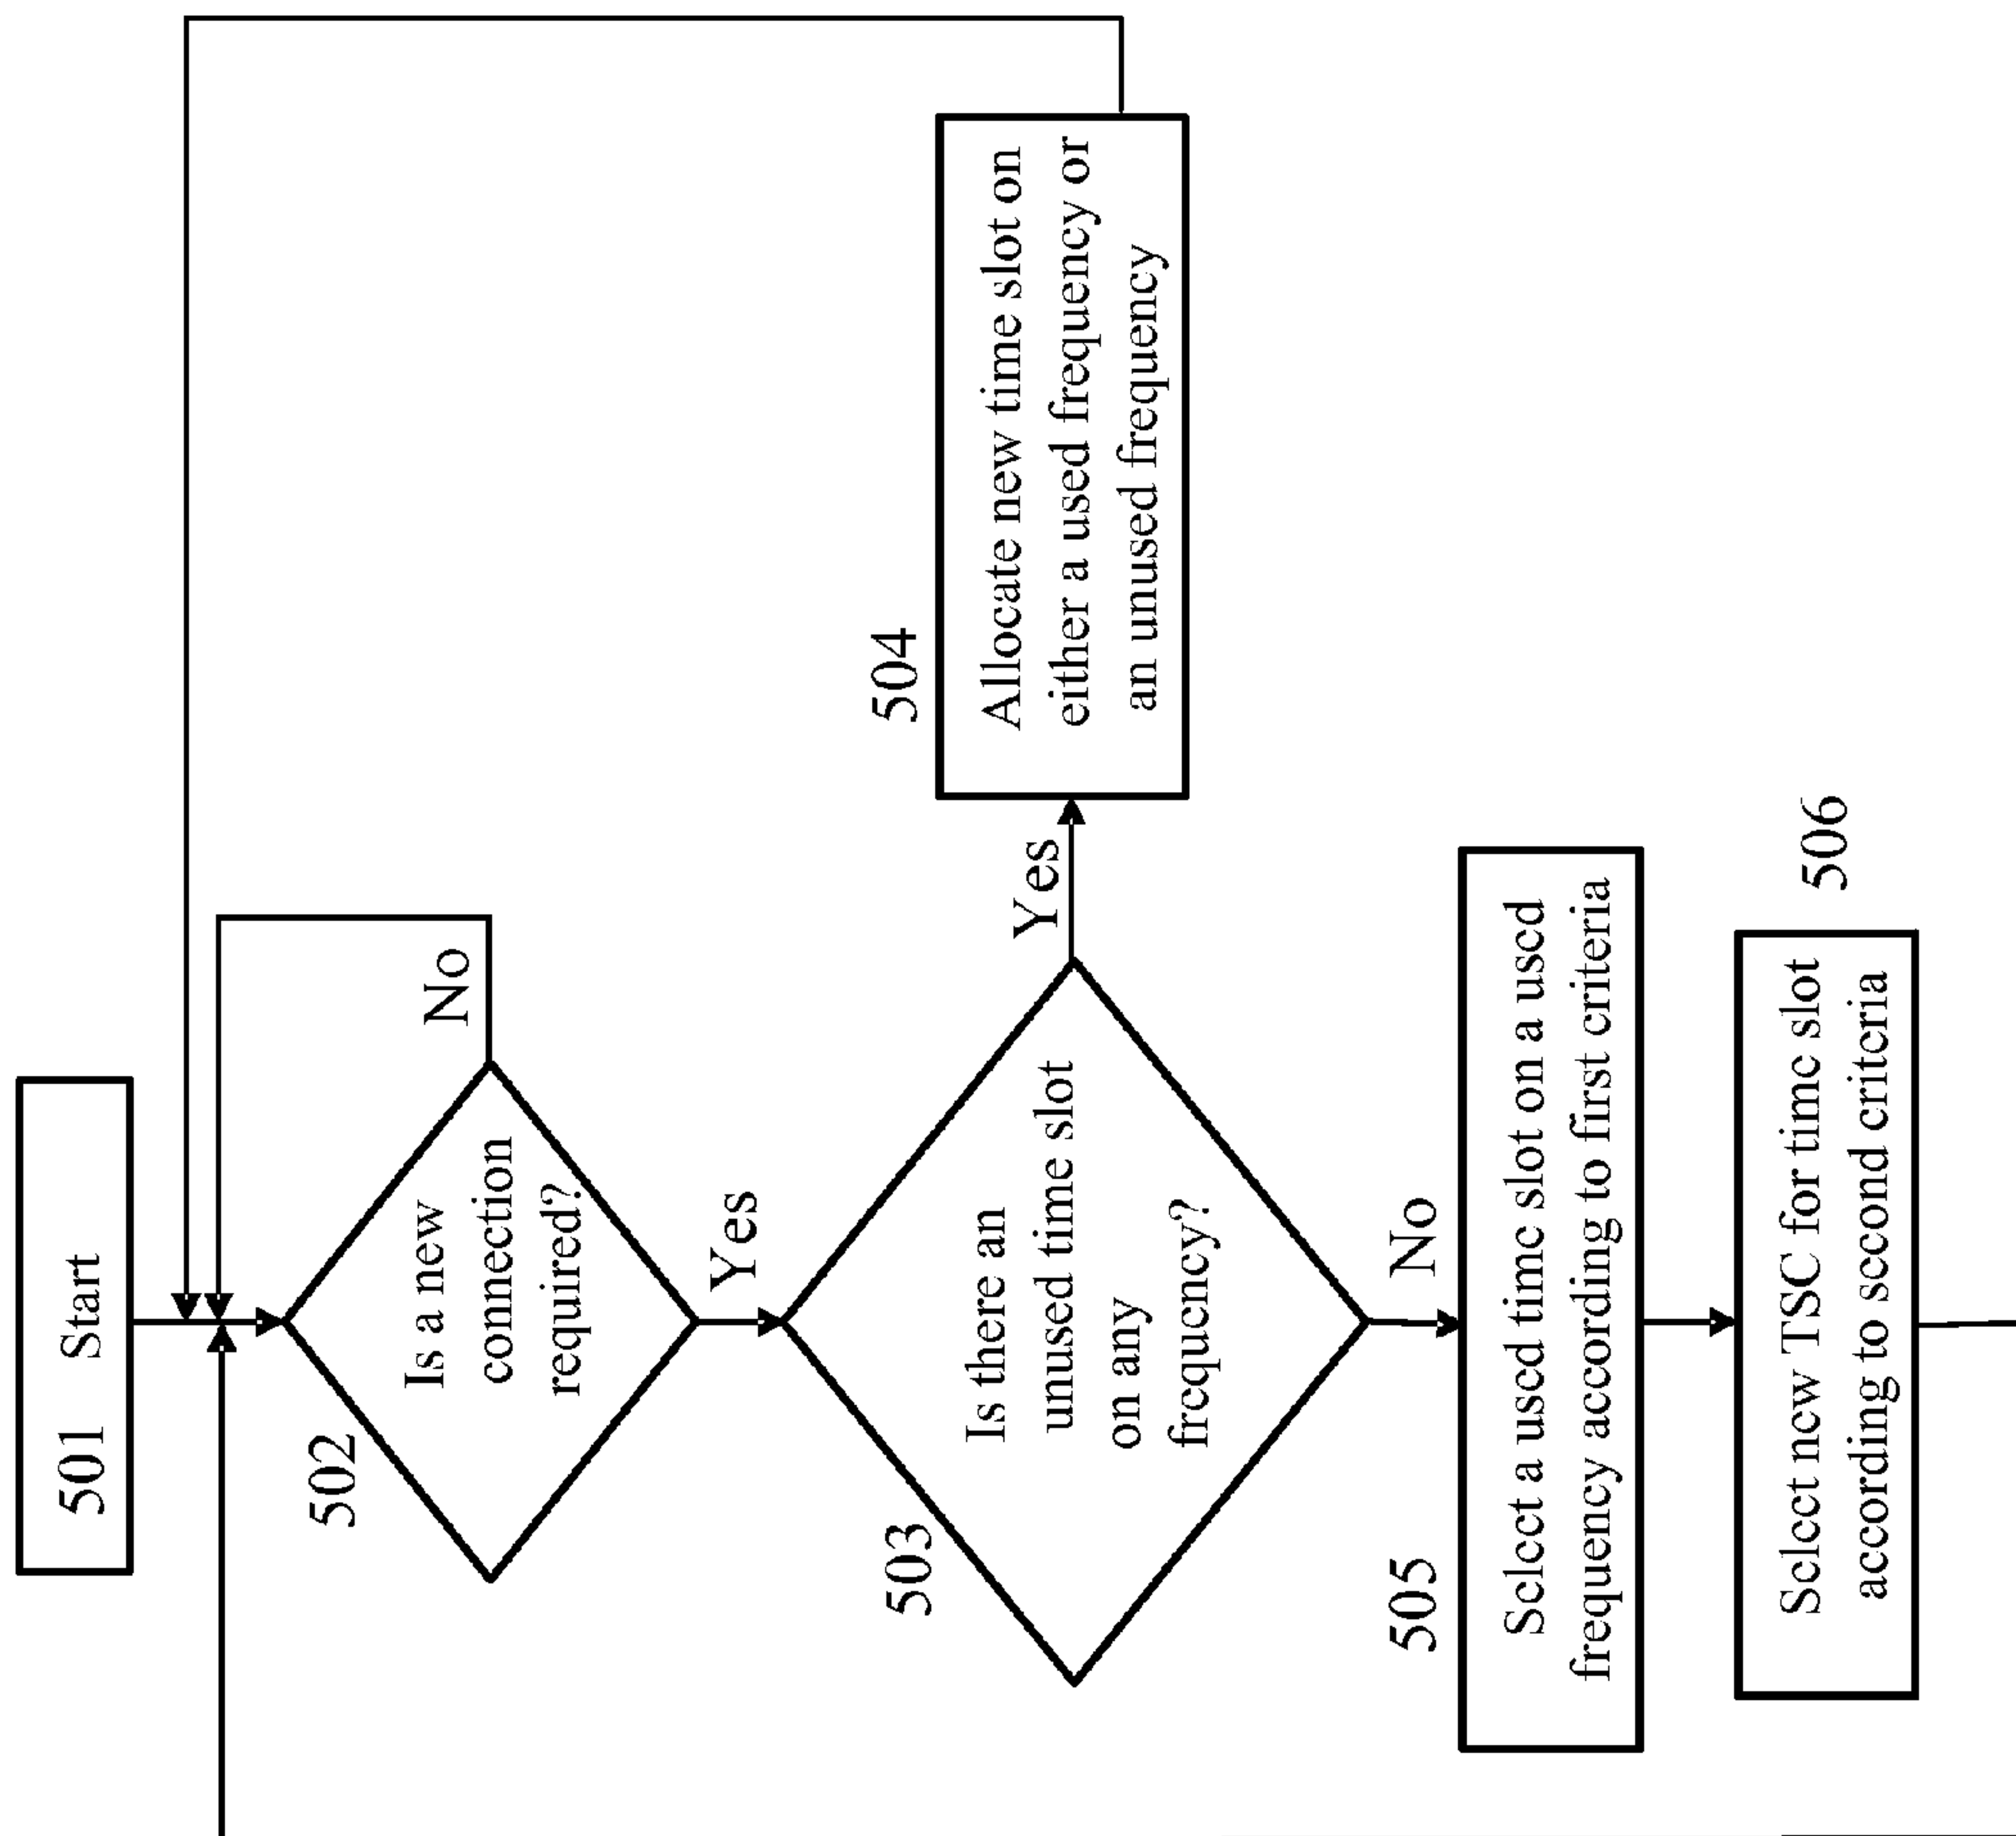 501 Start
502
Is a new
connection
required?
No
Yes
503
Is there an
unused time slot
on any
frequency?
Yes
504
Allocate new time slot on
either a used frequency or
an unused frequency
No
505
Select a used time slot on a used
frequency according to first criteria
506
Select new TSC for time slot
according to second criteria